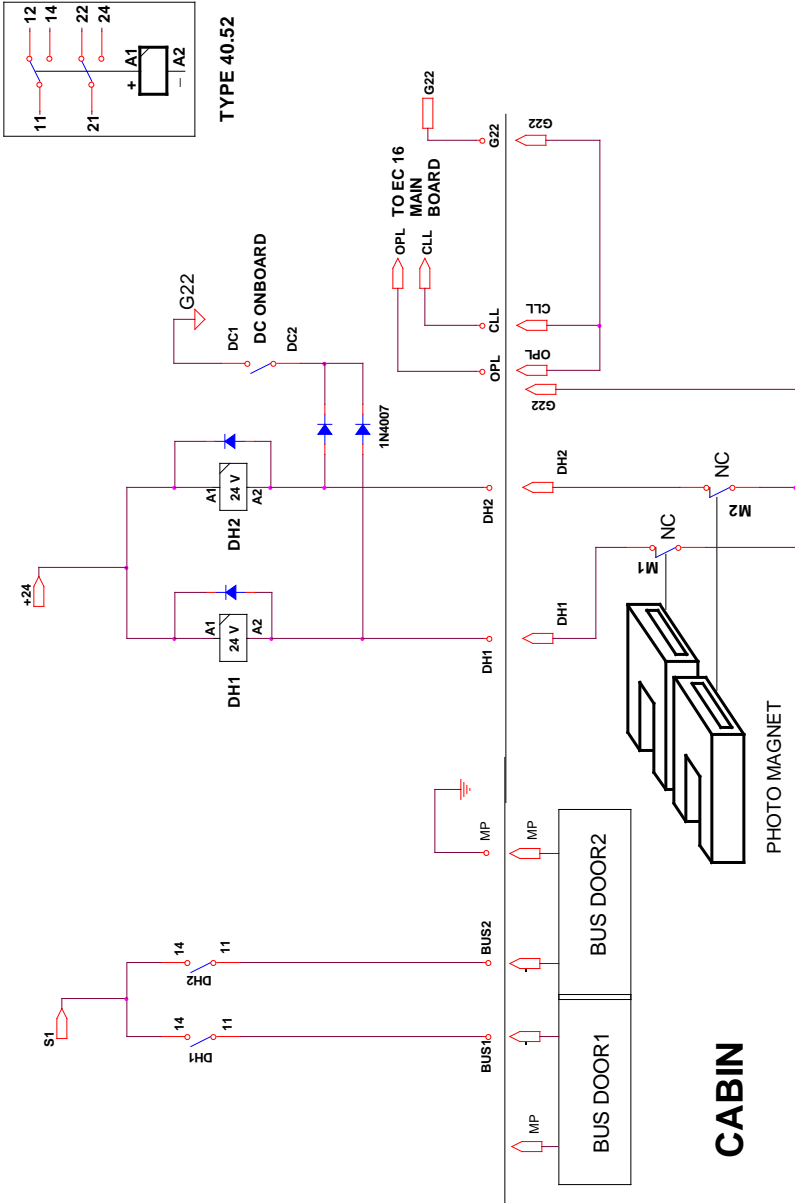 12
14
22
24
11
21
A1
A2
+
–
TYPE 40.52
G22
DC1
DC2
DC ONBOARD
OPL
CLL
TO EC 16
MAIN
BOARD
G22
+24
A1
A2
24 V
DH1
A1
A2
24 V
DH2
1N4007
DH1
DH2
OPL
CLL
G22
DH1
DH2
G22
OPL
CLL
G22
M1
NC
M2
NC
PHOTO MAGNET
S1
14
11
DH1
14
11
DH2
BUS1
BUS2
MP
MP
MP
BUS DOOR1
BUS DOOR2
CABIN